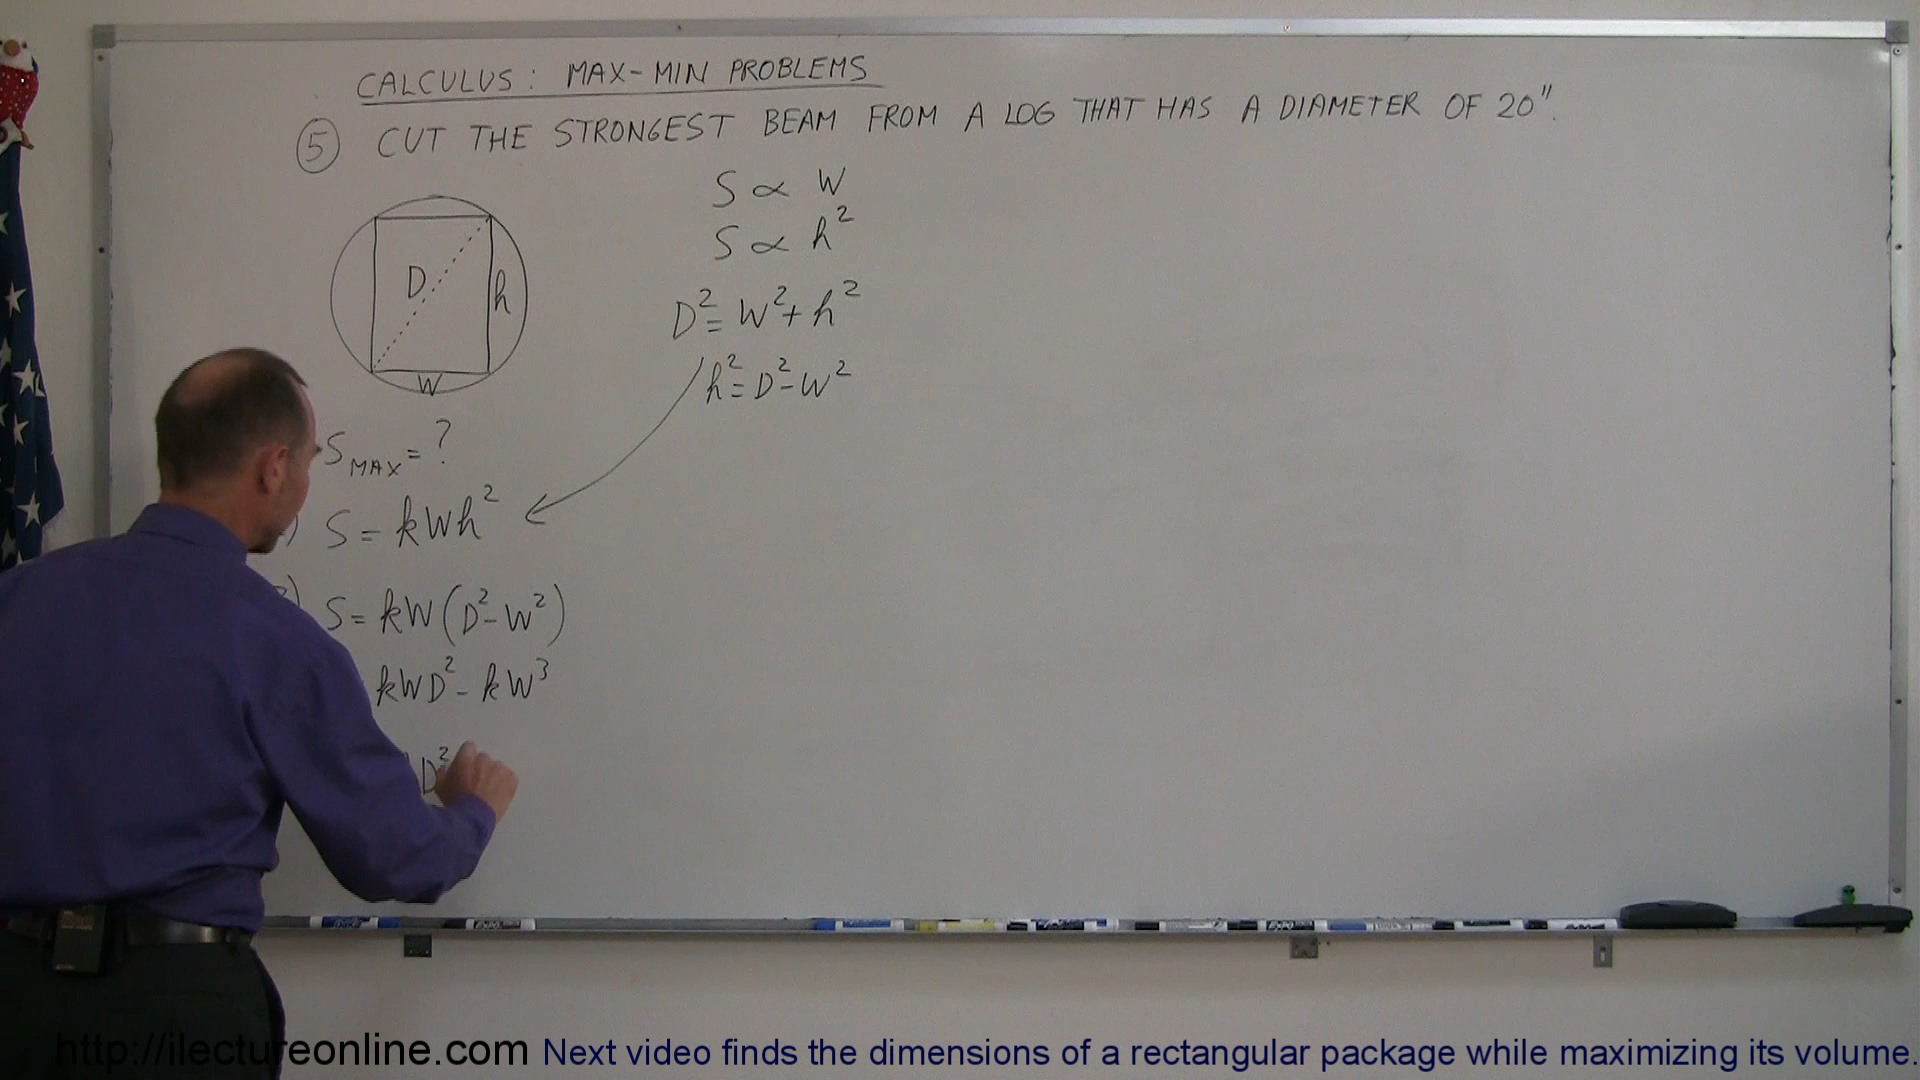 CALCULUS: MAX-MIN PROBLEMS
5 CUT THE STRONGEST BEAM FROM A LOG THAT HAS A DIAMETER OF 20".
D
h
W
S ∝ W
S ∝ h²
D² = W² + h²
h² = D² - W²
S MAX = ?
) S = kWh²
) S = kW(D² - W²)
kWD² - kW³
D²
http://ilectureonline.com Next video finds the dimensions of a rectangular package while maximizing its volume.